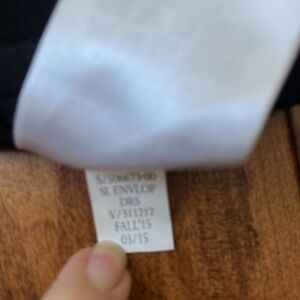 S/506673-00
SL ENVLOP
DRS
V/311217
FALL'15
03/15